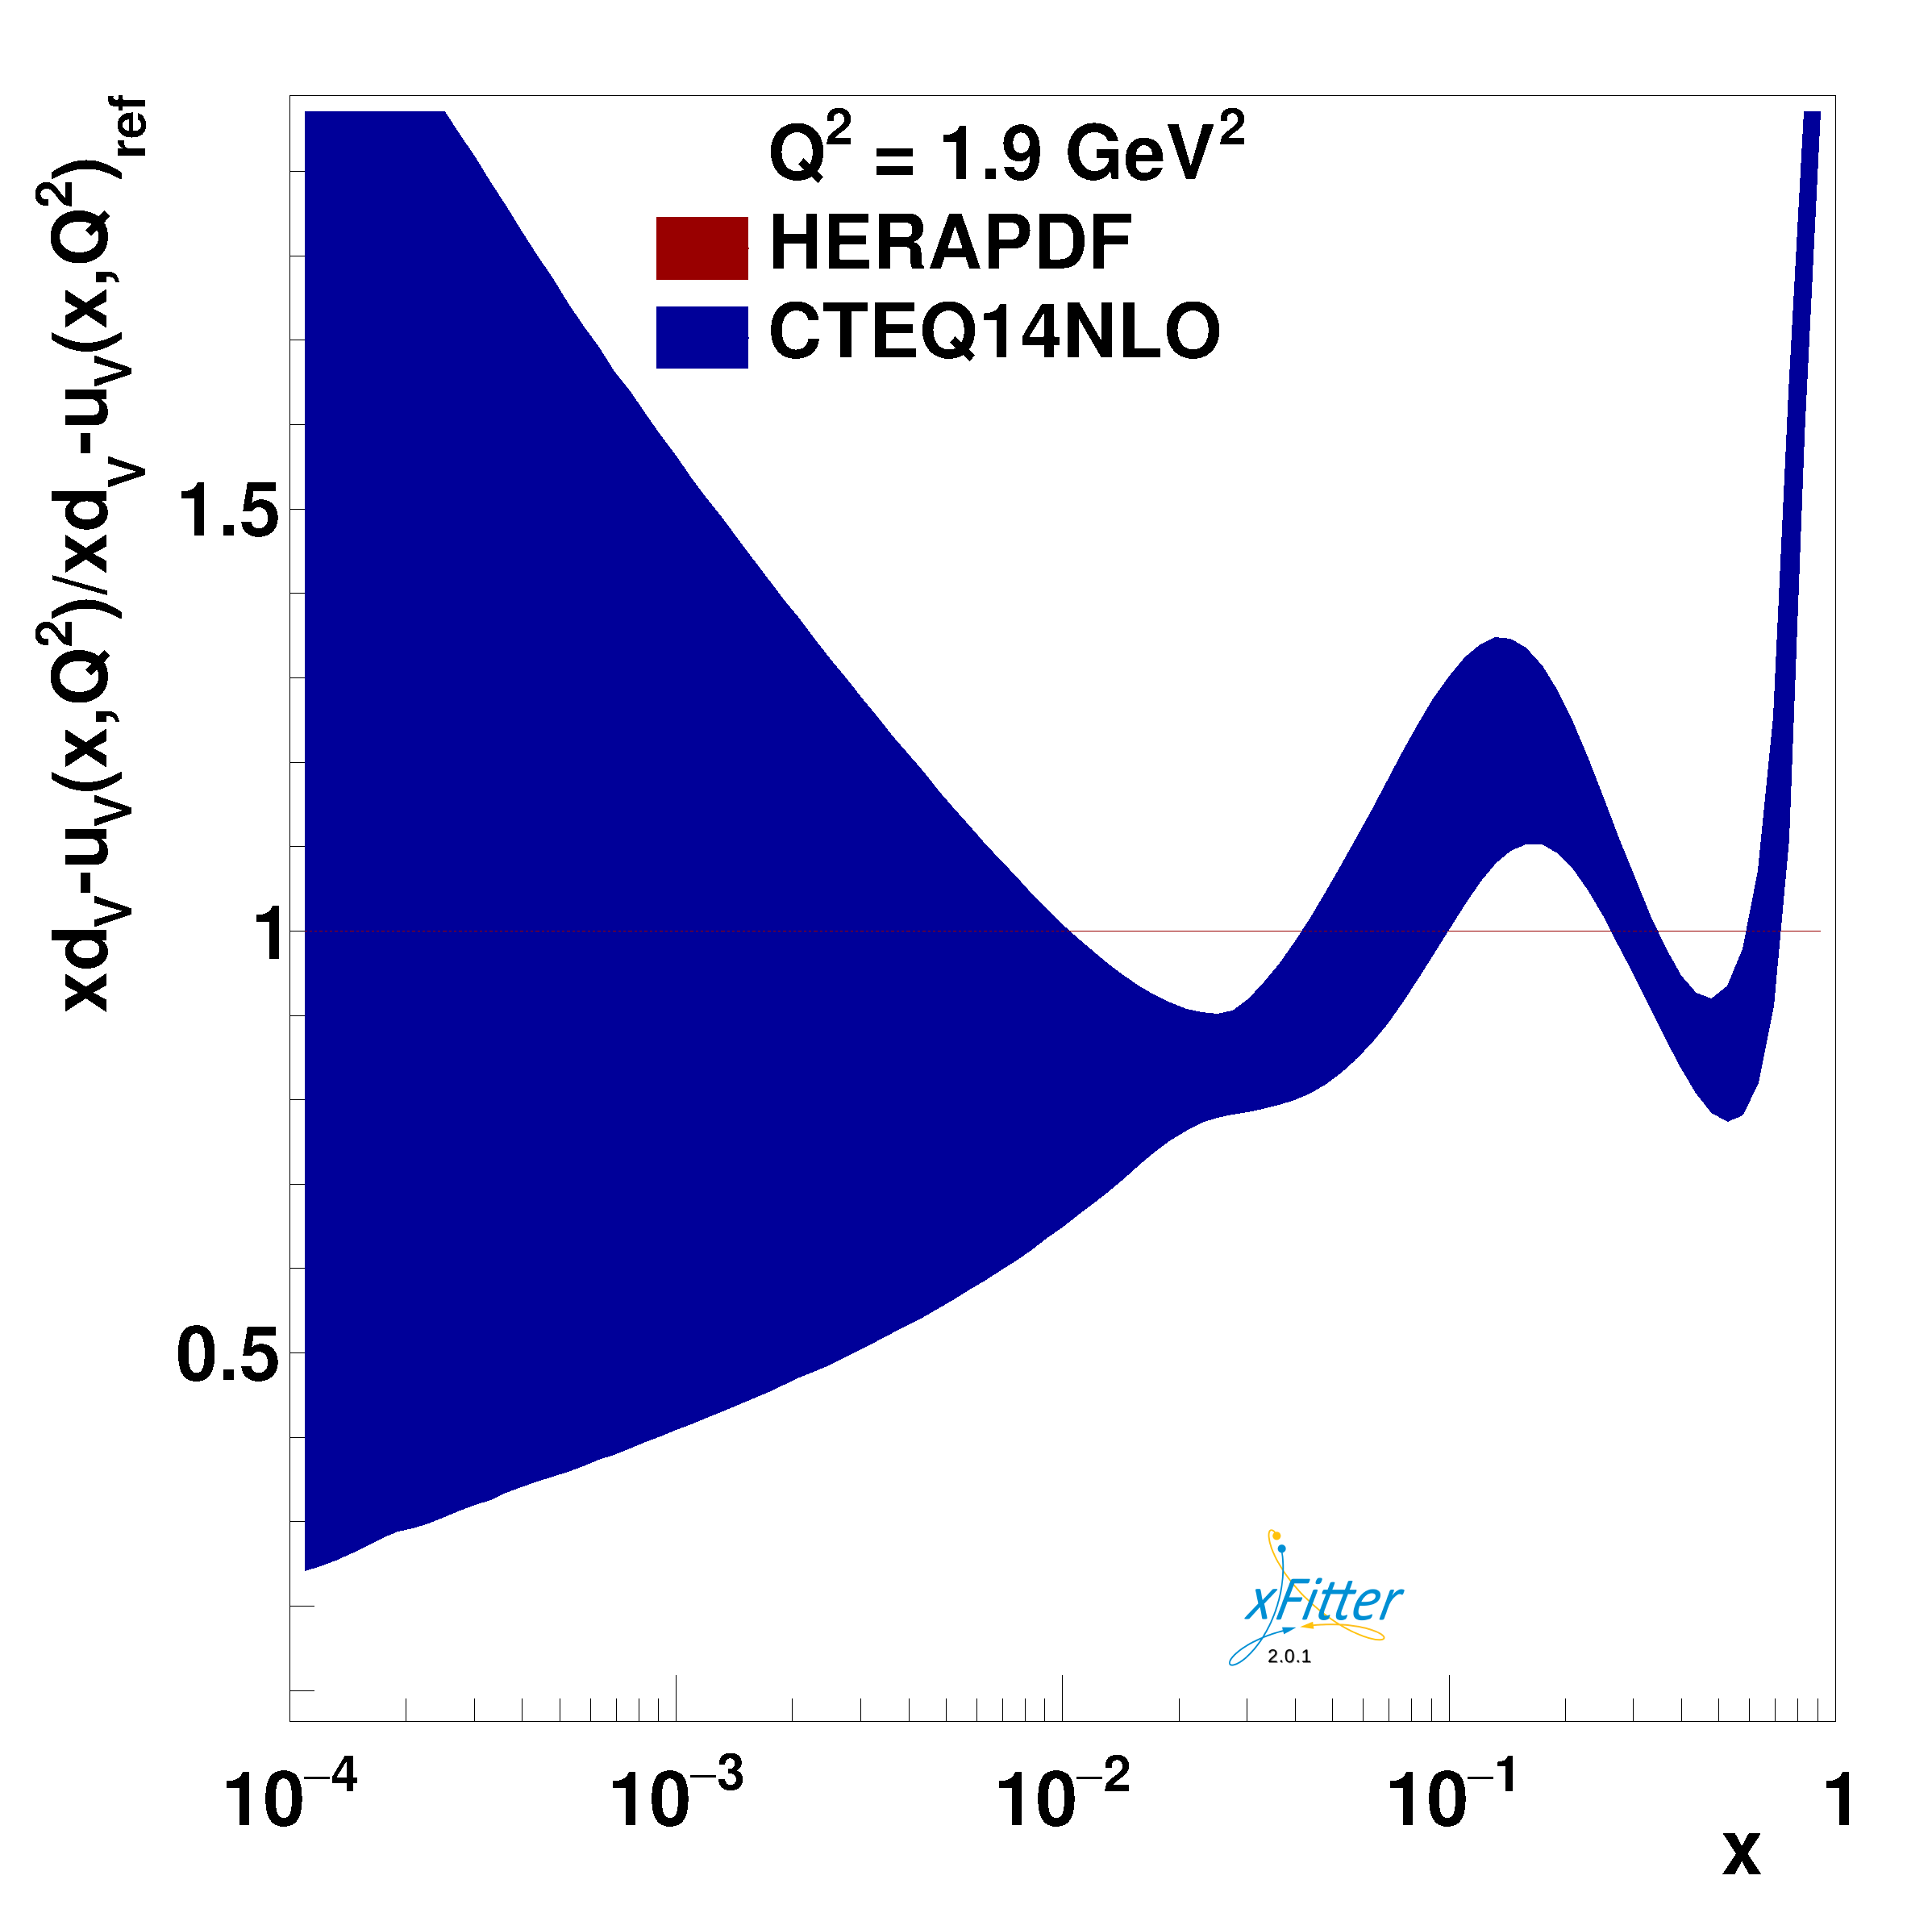 xd_V-u_V(x,Q²)/xd_V-u_V(x,Q²)_ref
Q² = 1.9 GeV²
HERAPDF
CTEQ14NLO
1.5
1
0.5
xFitter
2.0.1
10⁻⁴ 10⁻³ 10⁻² 10⁻¹ 1
x